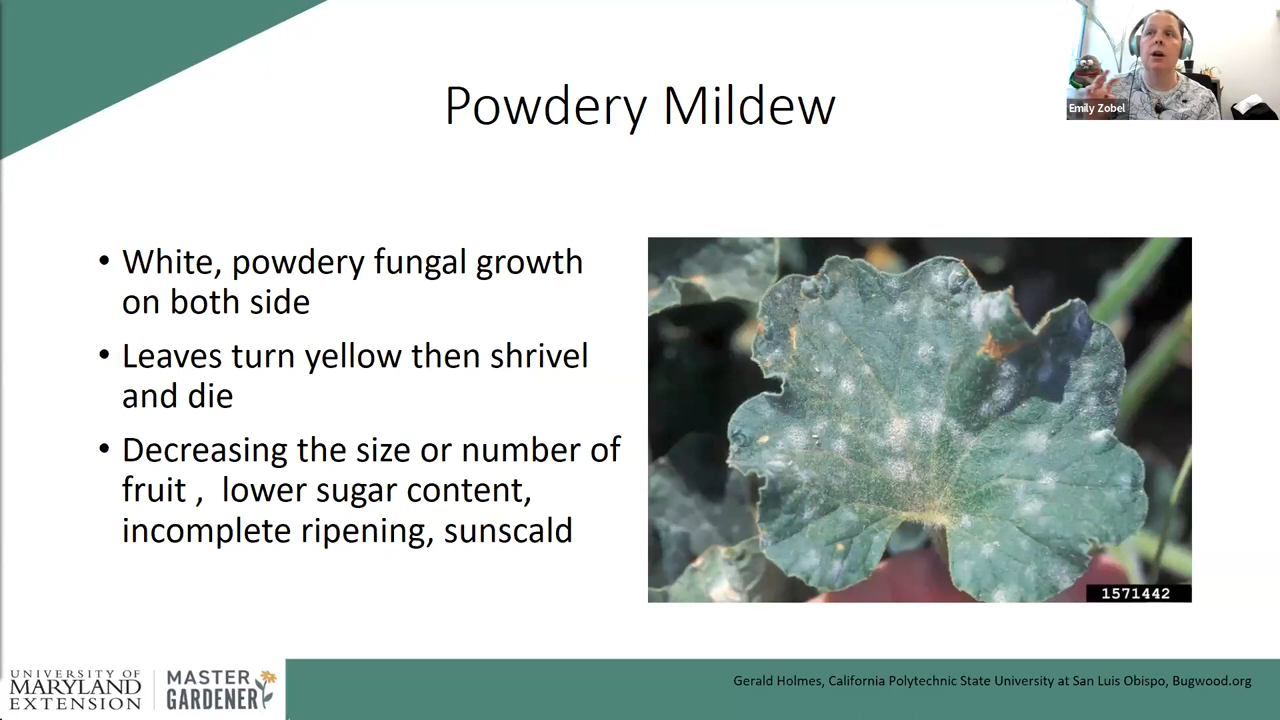 Emily Zobel
Powdery Mildew
• White, powdery fungal growth
on both side
• Leaves turn yellow then shrivel
and die
• Decreasing the size or number of
fruit ,  lower sugar content,
incomplete ripening, sunscald
1571442
UNIVERSITY OF
MARYLAND
EXTENSION
MASTER
GARDENER
Gerald Holmes, California Polytechnic State University at San Luis Obispo, Bugwood.org